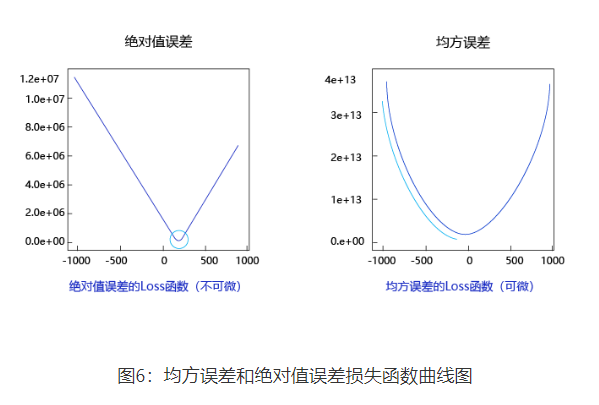 绝对值误差
1.2e+07
1.0e+07
8.0e+06
6.0e+06
4.0e+06
2.0e+06
0.0e+00
-1000
-500
0
500
1000
绝对值误差的Loss函数（不可微）
均方误差
4e+13
3e+13
2e+13
1e+13
0.e+00
-1000
-500
0
500
1000
均方误差的Loss函数（可微）
图6：均方误差和绝对值误差损失函数曲线图